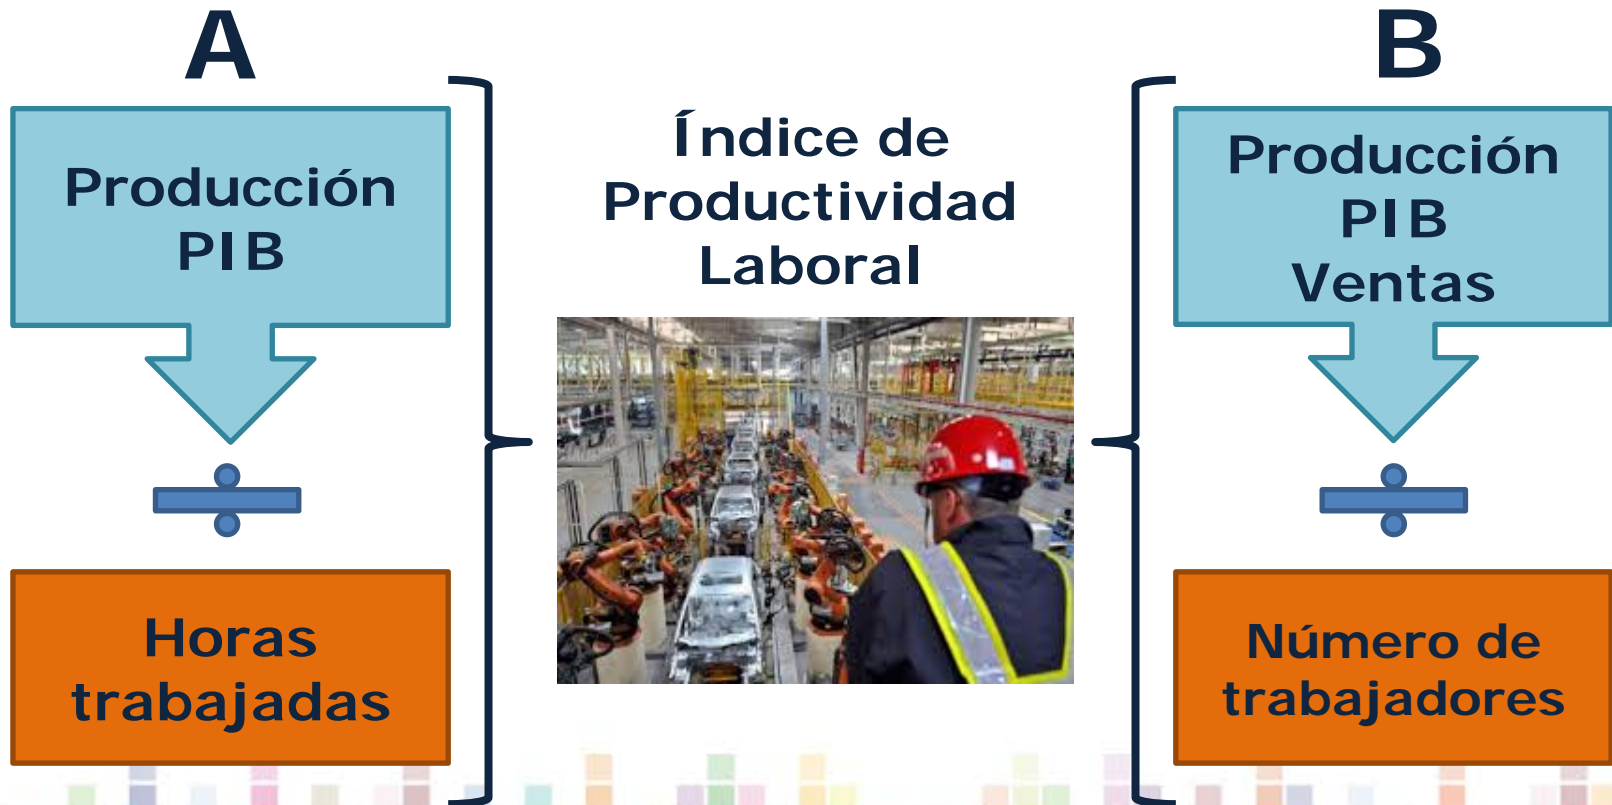 A
Producción
PIB
Horas
trabajadas
Índice de
Productividad
Laboral
B
Producción
PIB
Ventas
Número de
trabajadores